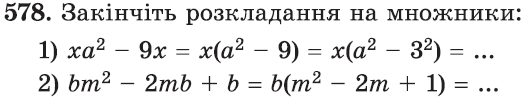 578. Закінчіть розкладання на множники:
1) xa² − 9x = x(a² − 9) = x(a² − 3²) = ...
2) bm² − 2mb + b = b(m² − 2m + 1) = ...